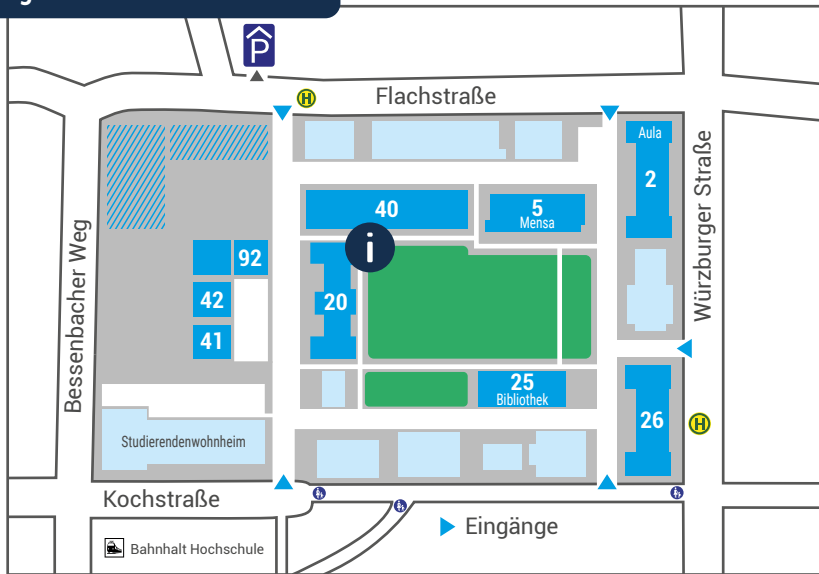 P
H
Flachstraße
Aula
2
40
5
Mensa
i
92
42
20
41
Bessenbacher Weg
Würzburger Straße
25
Bibliothek
26
H
Studierendenwohnheim
Kochstraße
Eingänge
Bahnhalt Hochschule